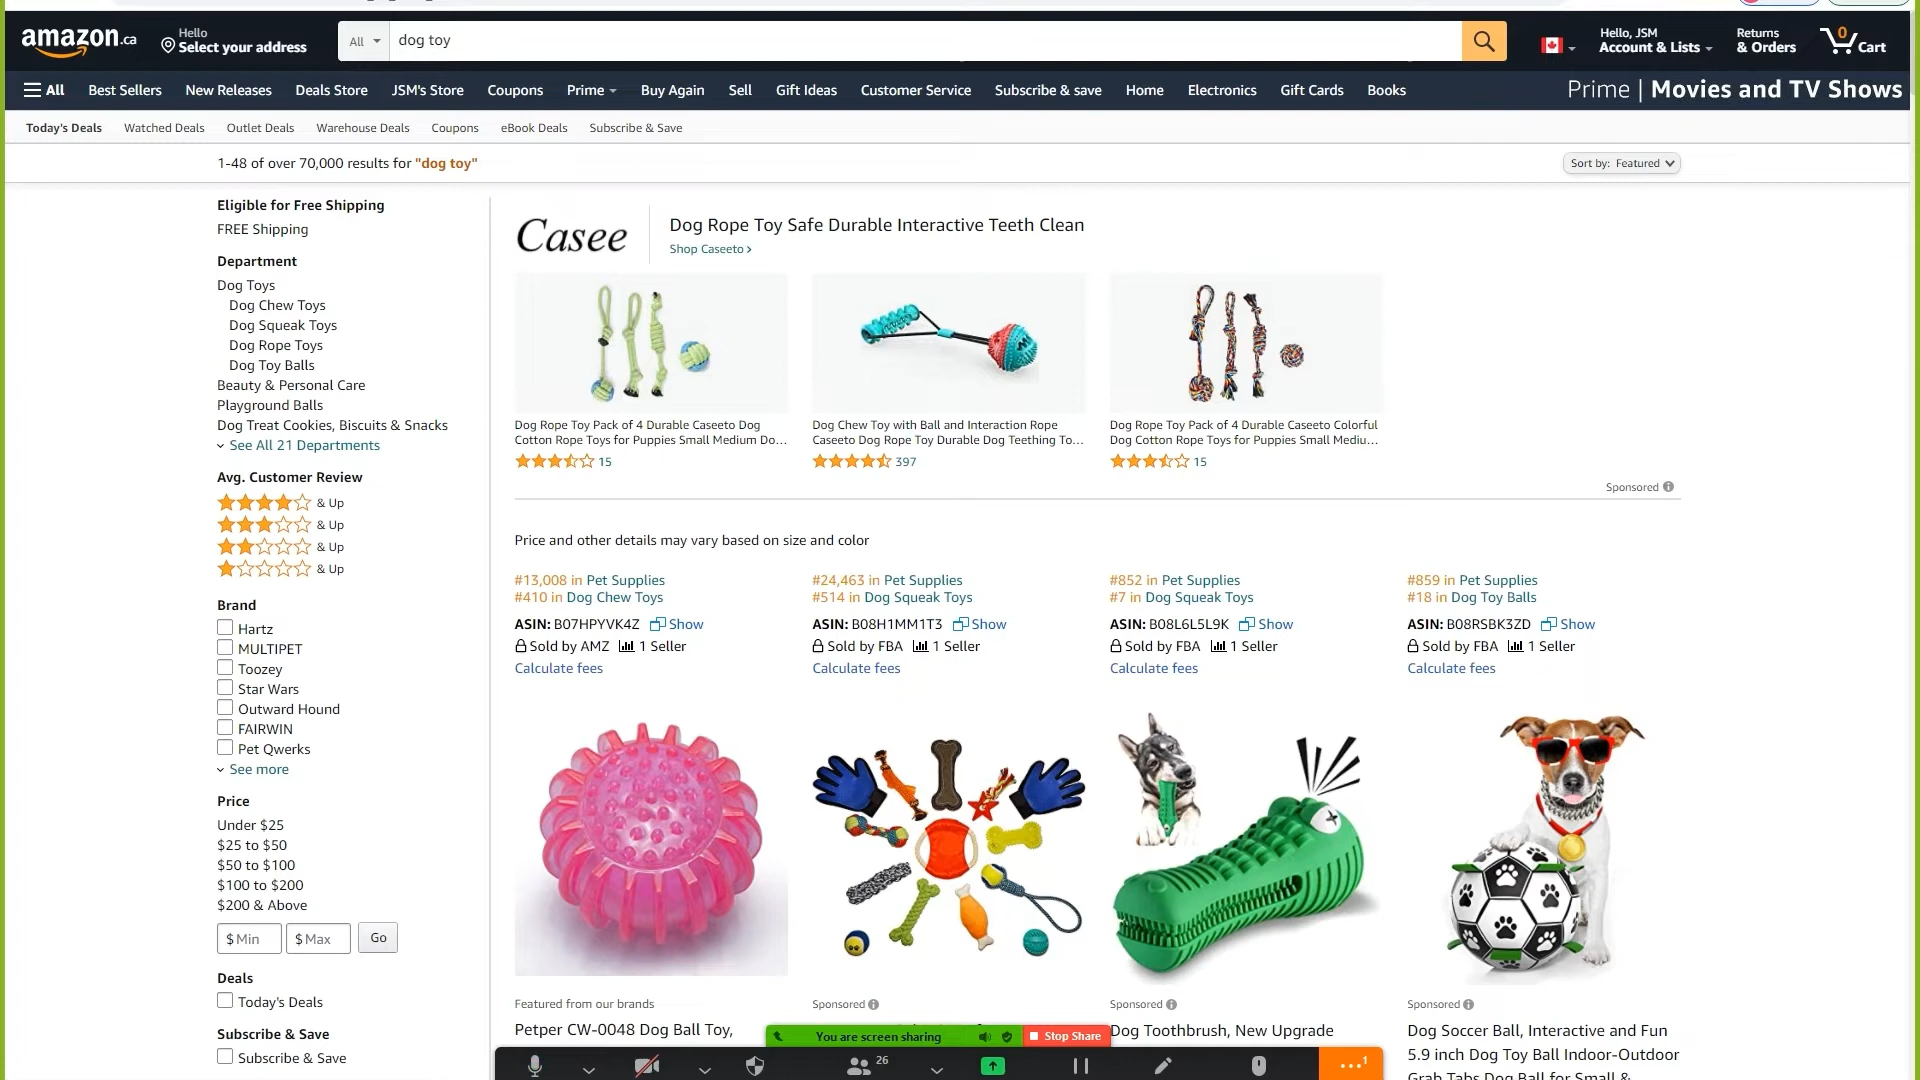 amazon.ca
Hello
Select your address
All
dog toy
Hello, JSM
Account & Lists
Returns
& Orders
0
Cart
All
Best Sellers
New Releases
Deals Store
JSM's Store
Coupons
Prime
Buy Again
Sell
Gift Ideas
Customer Service
Subscribe & save
Home
Electronics
Gift Cards
Books
Prime | Movies and TV Shows
Today's Deals
Watched Deals
Outlet Deals
Warehouse Deals
Coupons
eBook Deals
Subscribe & Save
1-48 of over 70,000 results for "dog toy"
Sort by: Featured
Eligible for Free Shipping
FREE Shipping
Department
Dog Toys
Dog Chew Toys
Dog Squeak Toys
Dog Rope Toys
Dog Toy Balls
Beauty & Personal Care
Playground Balls
Dog Treat Cookies, Biscuits & Snacks
See All 21 Departments
Avg. Customer Review
& Up
& Up
& Up
& Up
Brand
Hartz
MULTIPET
Toozey
Star Wars
Outward Hound
FAIRWIN
Pet Qwerks
See more
Price
Under $25
$25 to $50
$50 to $100
$100 to $200
$200 & Above
$ Min
$ Max
Go
Deals
Today's Deals
Subscribe & Save
Subscribe & Save
Casee
Dog Rope Toy Safe Durable Interactive Teeth Clean
Shop Caseeto ›
Dog Rope Toy Pack of 4 Durable Caseeto Dog
Cotton Rope Toys for Puppies Small Medium Do...
15
Dog Chew Toy with Ball and Interaction Rope
Caseeto Dog Rope Toy Durable Dog Teething To...
397
Dog Rope Toy Pack of 4 Durable Caseeto Colorful
Dog Cotton Rope Toys for Puppies Small Mediu...
15
Sponsored
Price and other details may vary based on size and color
#13,008 in Pet Supplies
#410 in Dog Chew Toys
ASIN: B07HPYVK4Z Show
Sold by AMZ 1 Seller
Calculate fees
#24,463 in Pet Supplies
#514 in Dog Squeak Toys
ASIN: B08H1MM1T3 Show
Sold by FBA 1 Seller
Calculate fees
#852 in Pet Supplies
#7 in Dog Squeak Toys
ASIN: B08L6L5L9K Show
Sold by FBA 1 Seller
Calculate fees
#859 in Pet Supplies
#18 in Dog Toy Balls
ASIN: B08RSBK3ZD Show
Sold by FBA 1 Seller
Calculate fees
Featured from our brands
Petper CW-0048 Dog Ball Toy,
Sponsored
Sponsored
Dog Toothbrush, New Upgrade
Sponsored
Dog Soccer Ball, Interactive and Fun
5.9 inch Dog Toy Ball Indoor-Outdoor
Grab Tabs Dog Ball for Small &
You are screen sharing
Stop Share
26
1